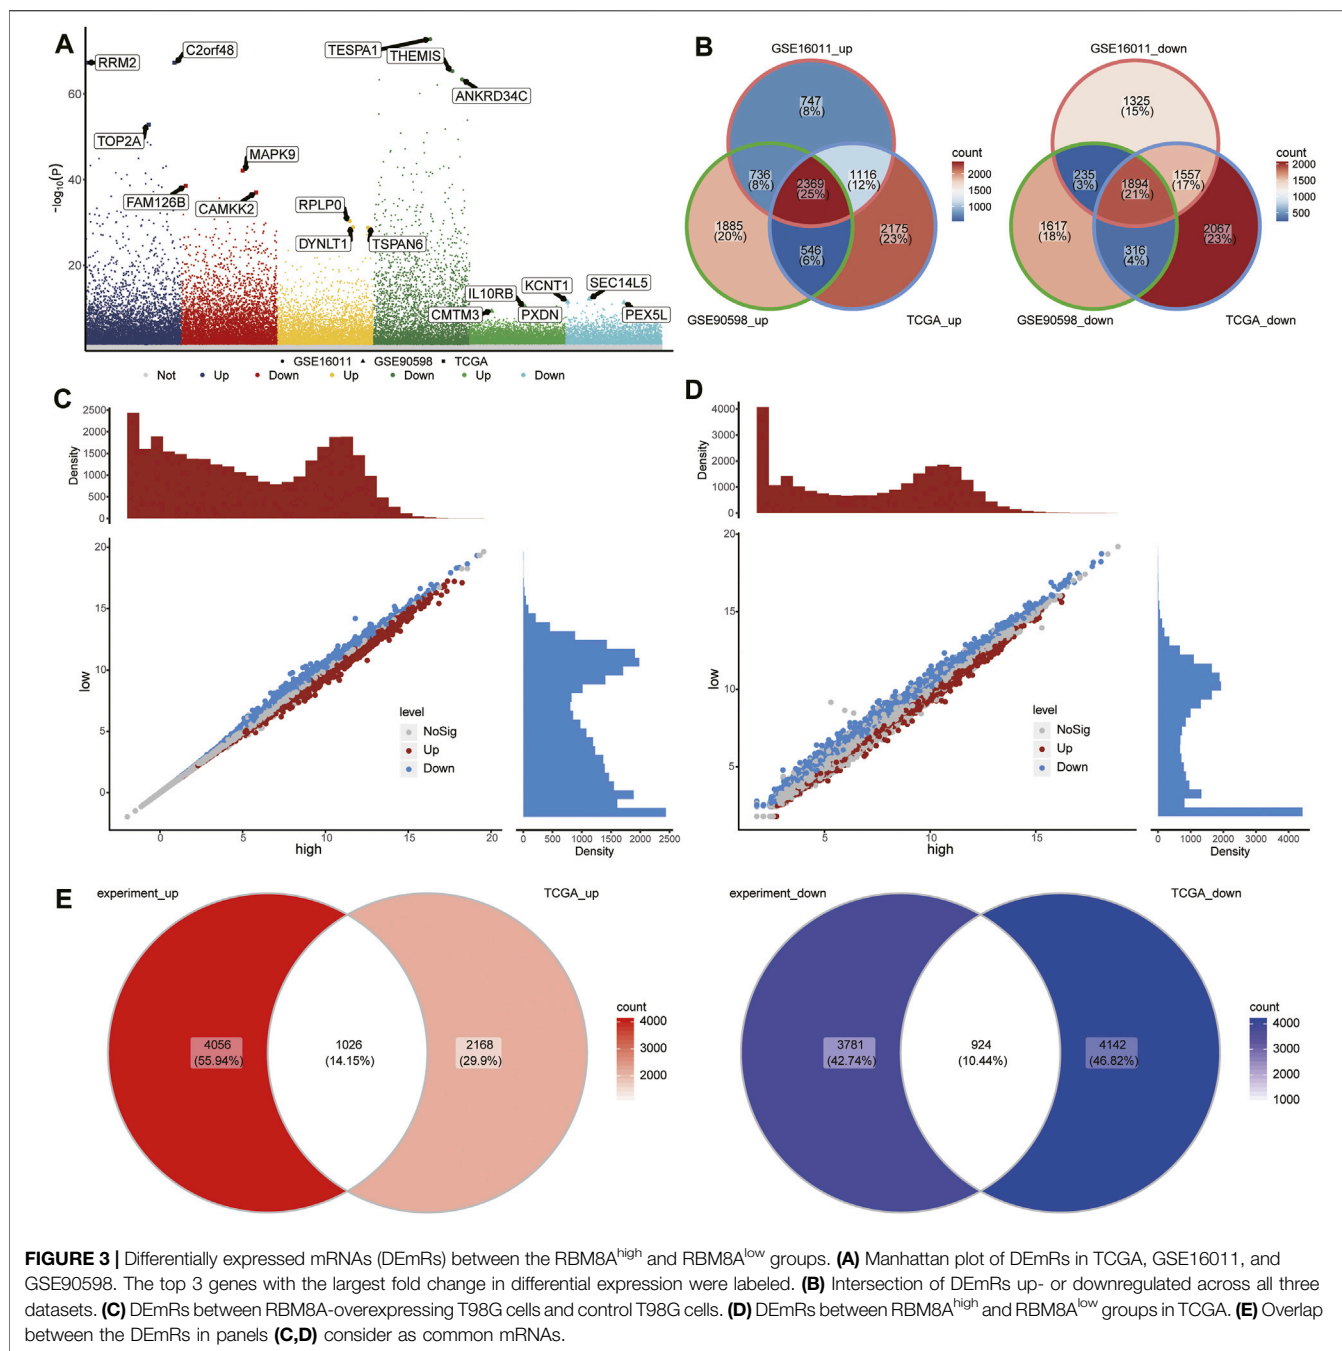 A
TESPA1
THEMIS
ANKRD34C
C2orf48
RRM2
TOP2A
MAPK9
FAM126B
CAMKK2
RPLP0
DYNLT1
TSPAN6
IL10RB
KCNT1
SEC14L5
CMTM3
PXDN
PEX5L
-log10(P)
60
40
20
GSE16011 GSE90598 TCGA
Not Up Down Up Down Up Down
B
GSE16011_up
747
(8%)
736
(8%)
1116
(12%)
2369
(25%)
1885
(20%)
2175
(23%)
546
(6%)
GSE90598_up
TCGA_up
count
2000
1500
1000
500
GSE16011_down
1325
(15%)
235
(3%)
1557
(17%)
1894
(21%)
1617
(18%)
2067
(23%)
316
(4%)
GSE90598_down
TCGA_down
count
2000
1500
1000
500
C
2500
2000
1500
1000
500
0
Density
20
15
10
5
0
low
0 5 10 15 20
high
level
NoSig
Up
Down
0 500 1000 1500 2000 2500
Density
D
4000
3000
2000
1000
0
Density
20
15
10
5
low
5 10 15
high
level
NoSig
Up
Down
0 1000 2000 3000 4000
Density
E
experiment_up
TCGA_up
4056
(55.94%)
1026
(14.15%)
2168
(29.9%)
count
4000
3000
2000
experiment_down
TCGA_down
3781
(42.74%)
924
(10.44%)
4142
(46.82%)
count
4000
3000
2000
1000
FIGURE 3 | Differentially expressed mRNAs (DEmRs) between the RBM8Ahigh and RBM8Alow groups. (A) Manhattan plot of DEmRs in TCGA, GSE16011, and
GSE90598. The top 3 genes with the largest fold change in differential expression were labeled. (B) Intersection of DEmRs up- or downregulated across all three
datasets. (C) DEmRs between RBM8A-overexpressing T98G cells and control T98G cells. (D) DEmRs between RBM8Ahigh and RBM8Alow groups in TCGA. (E) Overlap
between the DEmRs in panels (C,D) consider as common mRNAs.